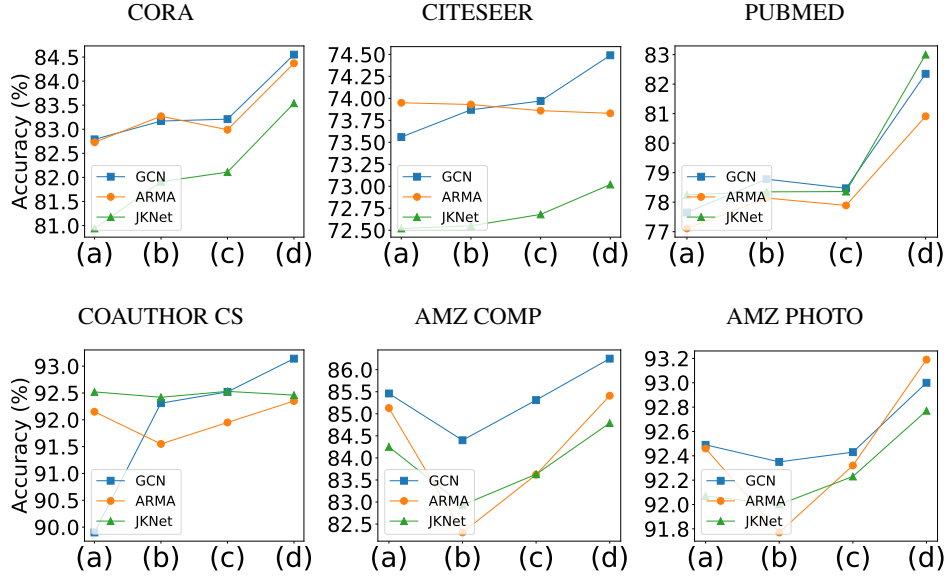 CORA
CITESEER
PUBMED
Accuracy (%)
84.5
84.0
83.5
83.0
82.5
82.0
81.5
81.0
GCN
ARMA
JKNet
(a) (b) (c) (d)
74.50
74.25
74.00
73.75
73.50
73.25
73.00
72.75
72.50
GCN
ARMA
JKNet
(a) (b) (c) (d)
83
82
81
80
79
78
77
GCN
ARMA
JKNet
(a) (b) (c) (d)
COAUTHOR CS
AMZ COMP
AMZ PHOTO
Accuracy (%)
93.0
92.5
92.0
91.5
91.0
90.5
90.0
GCN
ARMA
JKNet
(a) (b) (c) (d)
86.0
85.5
85.0
84.5
84.0
83.5
83.0
82.5
GCN
ARMA
JKNet
(a) (b) (c) (d)
93.2
93.0
92.8
92.6
92.4
92.2
92.0
91.8
GCN
ARMA
JKNet
(a) (b) (c) (d)